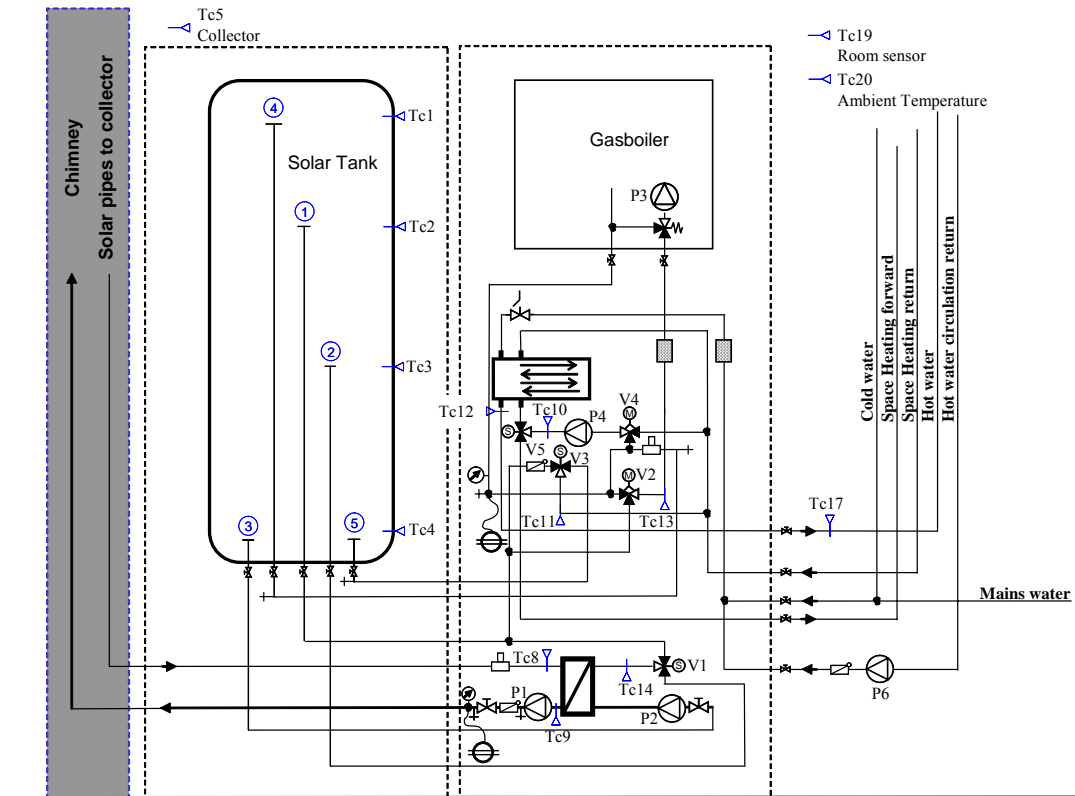 Tc5
Collector
Tc19
Room sensor
Tc20
Ambient Temperature
Chimney
Solar pipes to collector
4
Tc1
Solar Tank
Gasboiler
P3
1
Tc2
2
Tc3
Cold water
Space Heating forward
Space Heating return
Hot water
Hot water circulation return
Tc12
Tc10
P4
V4
M
S
V5
S
V3
M
V2
3
5
Tc4
Tc11
Tc13
Tc17
Mains water
Tc8
Tc14
S
V1
P6
P1
P2
Tc9